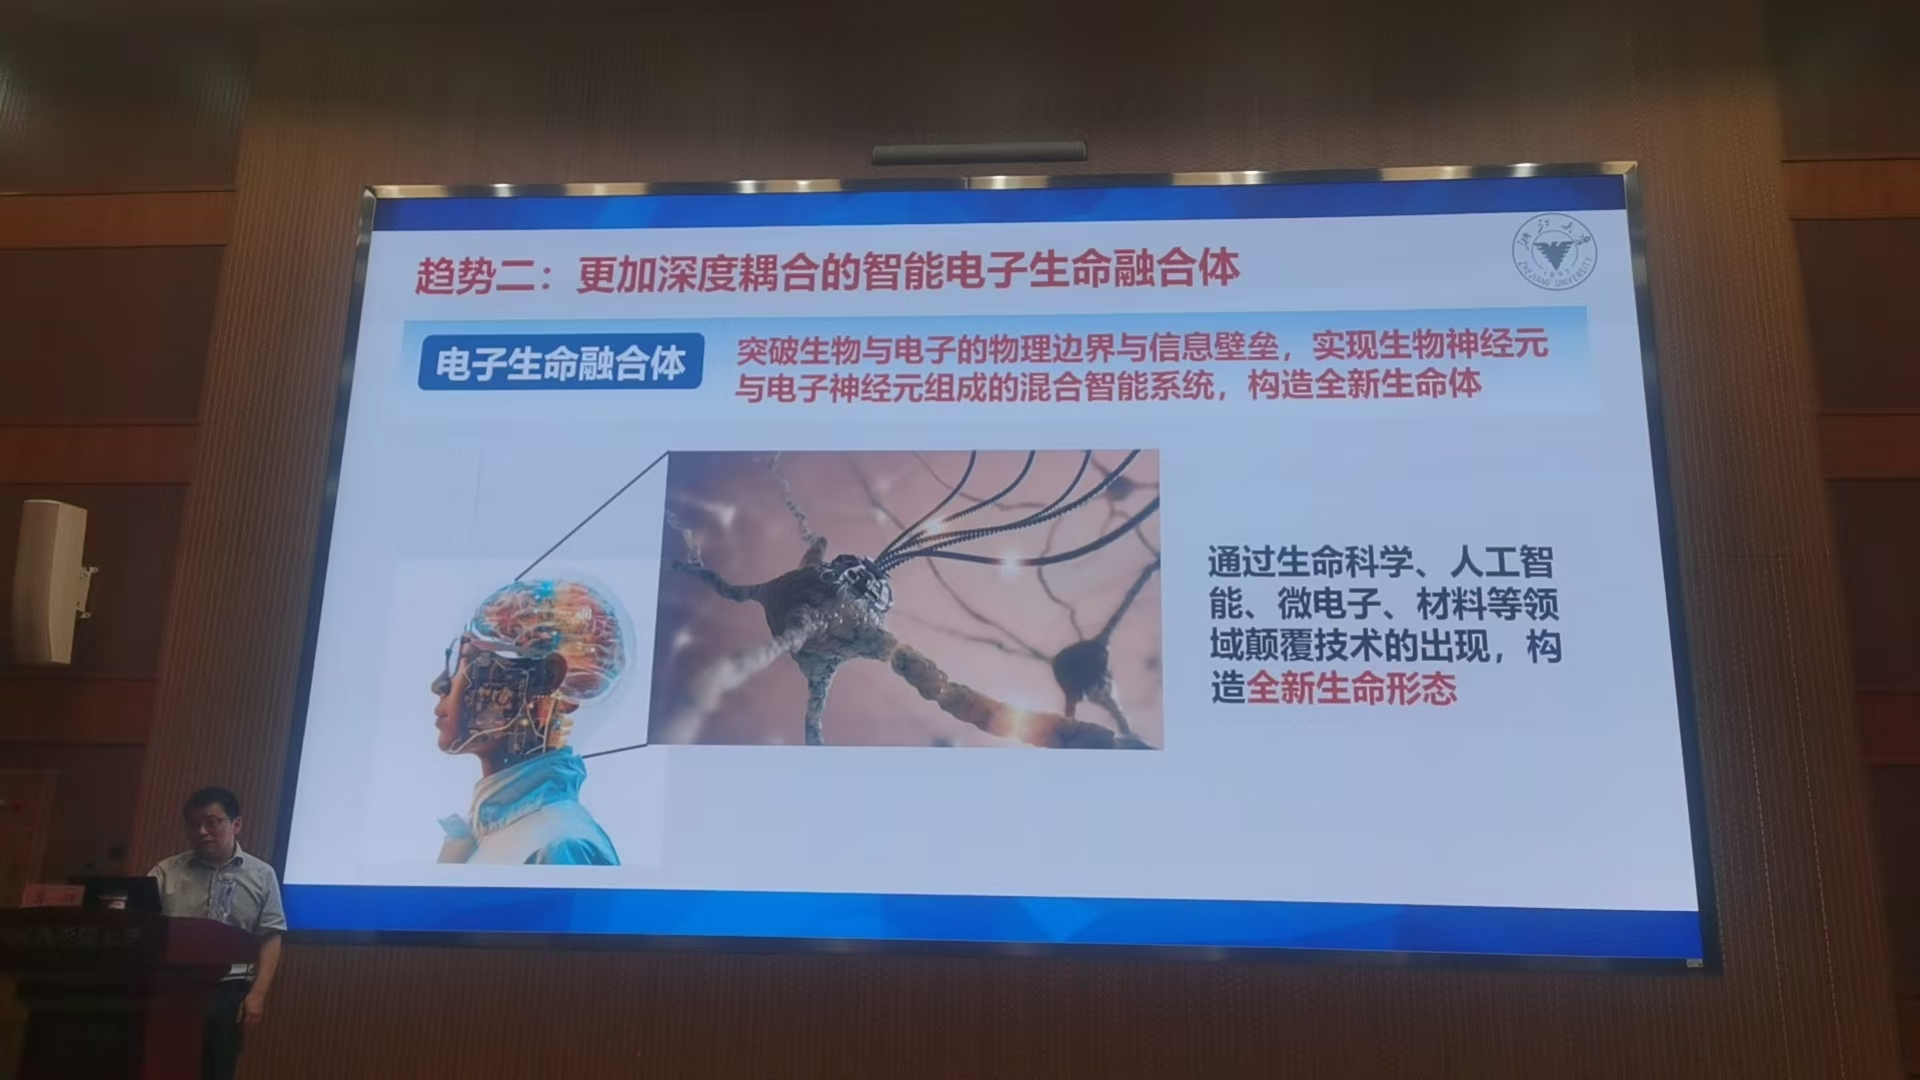 趋势二：更加深度耦合的智能电子生命融合体
浙江大学
ZHEJIANG UNIVERSITY
1897
电子生命融合体
突破生物与电子的物理边界与信息壁垒，实现生物神经元
与电子神经元组成的混合智能系统，构造全新生命体
通过生命科学、人工智
能、微电子、材料等领
域颠覆技术的出现，构
造全新生命形态